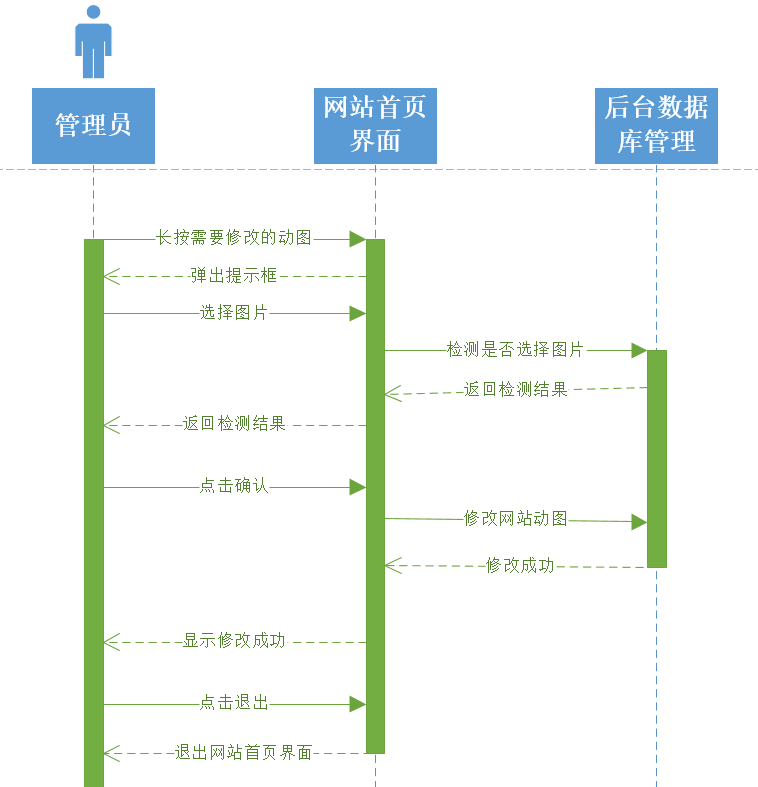 管理员
网站首页
界面
后台数据
库管理
长按需要修改的动图
弹出提示框
选择图片
检测是否选择图片
返回检测结果
返回检测结果
点击确认
修改网站动图
修改成功
显示修改成功
点击退出
退出网站首页界面